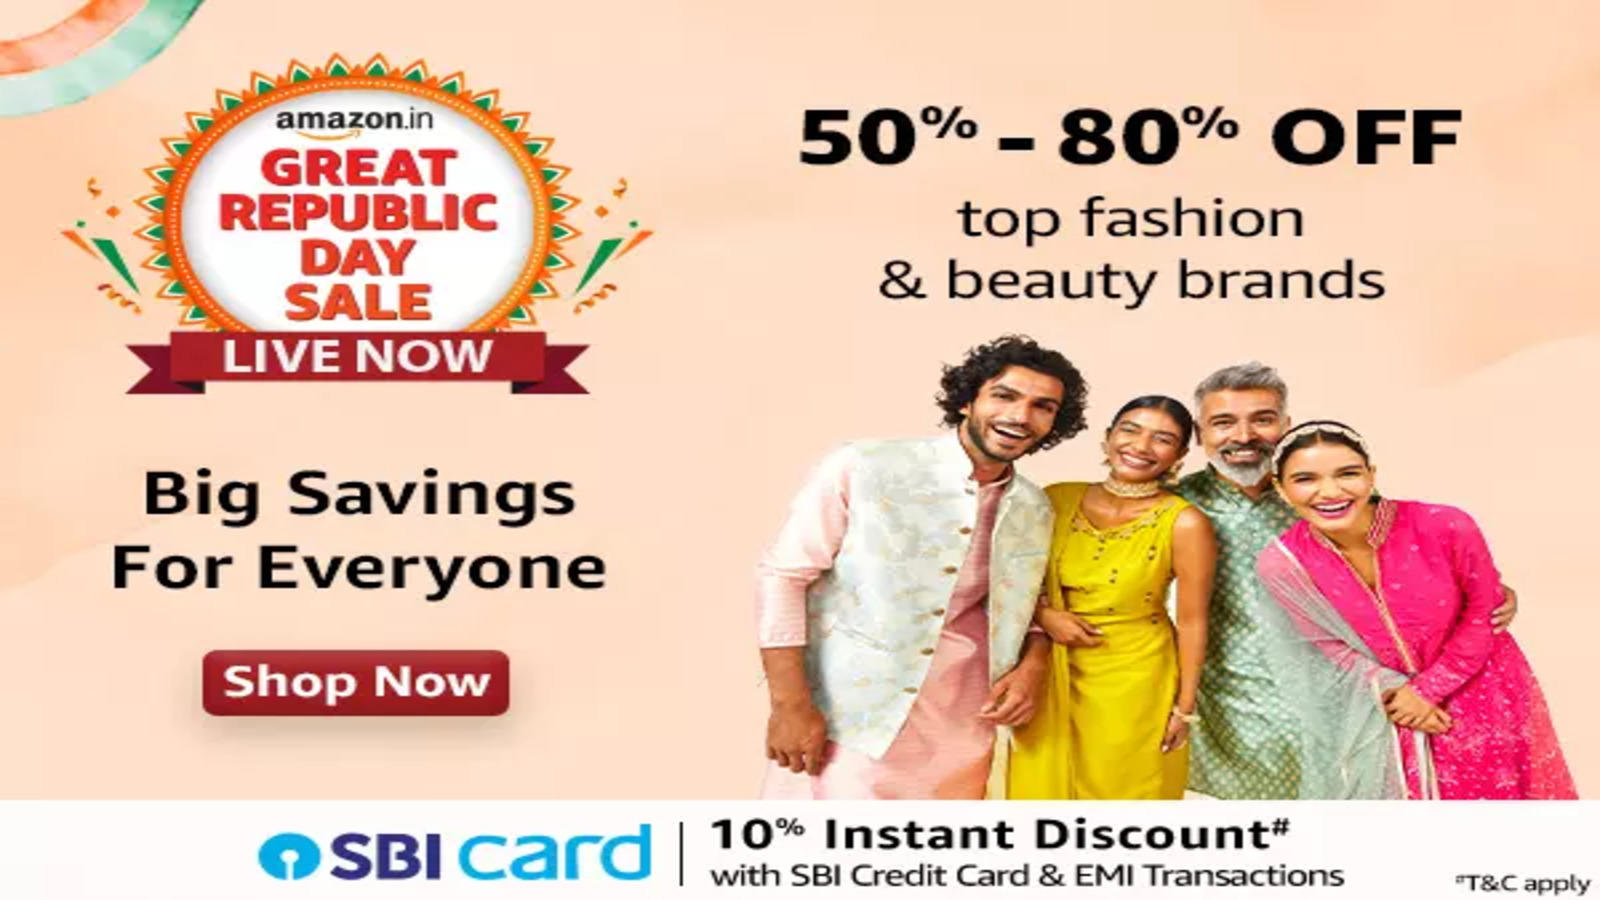 amazon.in
GREAT
REPUBLIC
DAY
SALE
LIVE NOW
Big Savings
For Everyone
Shop Now
50% - 80% OFF
top fashion
& beauty brands
SBI card
10% Instant Discount#
with SBI Credit Card & EMI Transactions
#T&C apply